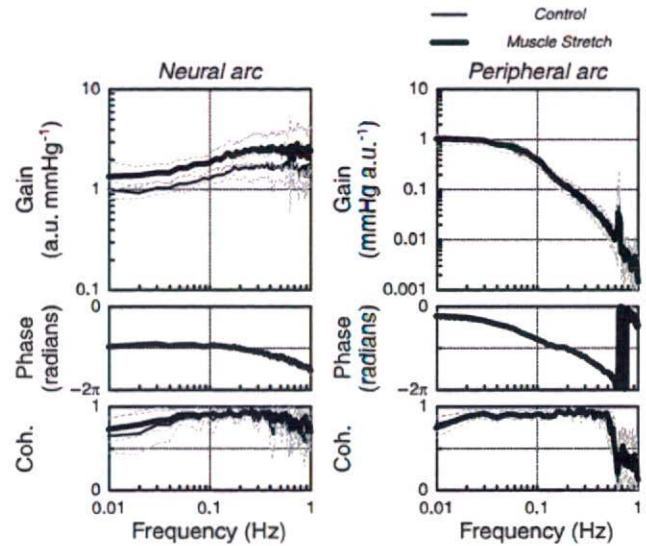 Control
Muscle Stretch
Neural arc
Peripheral arc
Gain
(a.u. mmHg-1)
10
1
0.1
Gain
(mmHg a.u.-1)
10
1
0.1
0.01
0.001
Phase
(radians)
0
−2π
Phase
(radians)
0
−2π
Coh.
1
0
Coh.
1
0
0.01 0.1 1
0.01 0.1 1
Frequency (Hz)
Frequency (Hz)